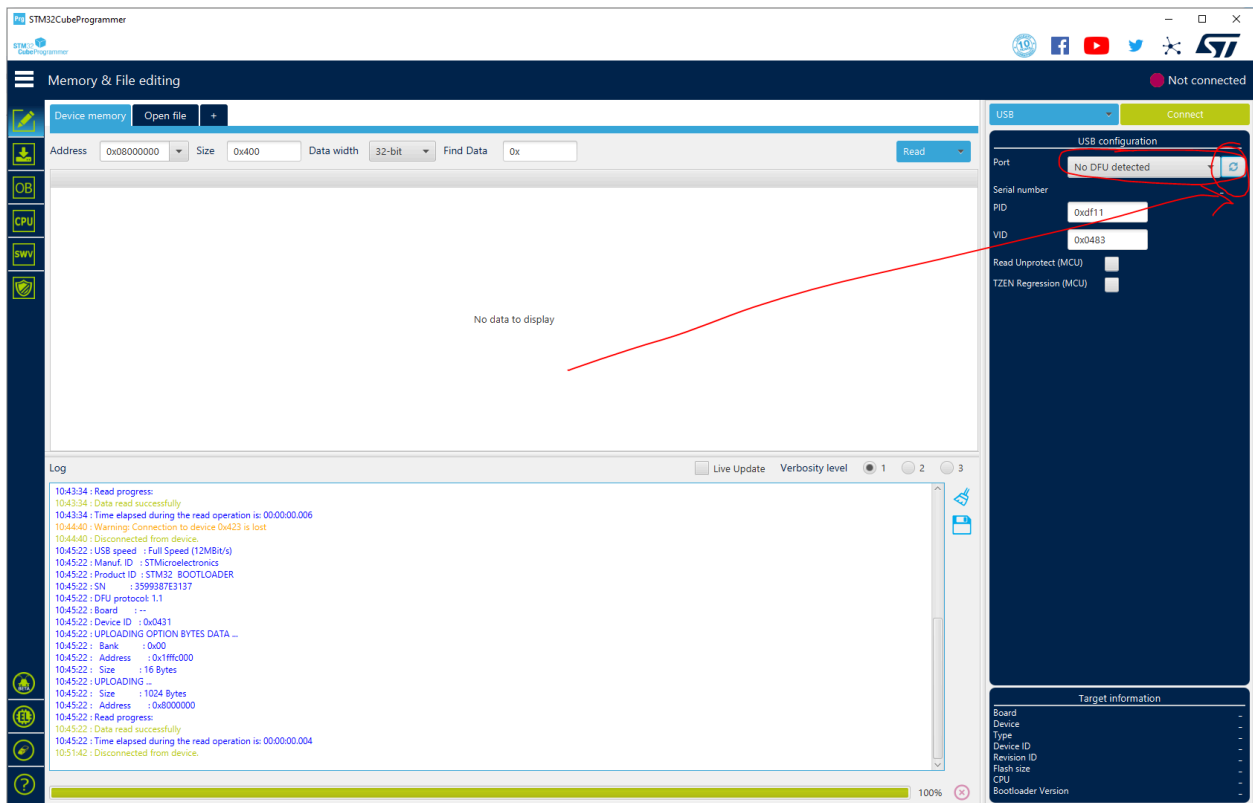 Prg STM32CubeProgrammer
STM32
CubeProgrammer
10
ST
Memory & File editing
Not connected
Device memory Open file +
USB Connect
Address 0x08000000 Size 0x400 Data width 32-bit Find Data 0x Read
USB configuration
Port No DFU detected
Serial number -
PID 0xdf11
VID 0x0483
Read Unprotect (MCU)
TZEN Regression (MCU)
OB
CPU
SWV
No data to display
Log Live Update Verbosity level 1 2 3
10:43:34 : Read progress:
10:43:34 : Data read successfully
10:43:34 : Time elapsed during the read operation is: 00:00:00.006
10:44:40 : Warning: Connection to device 0x423 is lost
10:44:40 : Disconnected from device.
10:45:22 : USB speed : Full Speed (12MBit/s)
10:45:22 : Manuf. ID : STMicroelectronics
10:45:22 : Product ID : STM32 BOOTLOADER
10:45:22 : SN : 3599387E3137
10:45:22 : DFU protocol: 1.1
10:45:22 : Board : --
10:45:22 : Device ID : 0x0431
10:45:22 : UPLOADING OPTION BYTES DATA ...
10:45:22 : Bank : 0x00
10:45:22 : Address : 0x1fffc000
10:45:22 : Size : 16 Bytes
10:45:22 : UPLOADING ...
10:45:22 : Size : 1024 Bytes
10:45:22 : Address : 0x8000000
10:45:22 : Read progress:
10:45:22 : Data read successfully
10:45:22 : Time elapsed during the read operation is: 00:00:00.004
10:51:42 : Disconnected from device.
100%
BETA
EL
?
Target information
Board -
Device -
Type -
Device ID -
Revision ID -
Flash size -
CPU -
Bootloader Version -